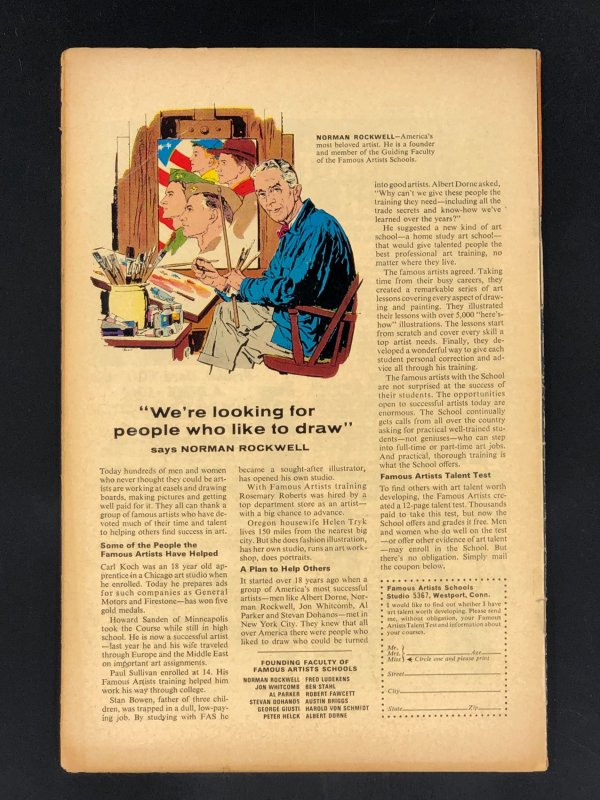 NORMAN ROCKWELL—America's
most beloved artist. He is a founder
and member of the Guiding Faculty
of the Famous Artists Schools.
"We're looking for
people who like to draw"
says NORMAN ROCKWELL
Today hundreds of men and women
who never thought they could be art-
ists are working at easels and drawing
boards, making pictures and getting
well paid for it. They all can thank a
group of famous artists who have de-
voted much of their time and talent
to helping others find success in art.
Some of the People the
Famous Artists Have Helped
Carl Koch was an 18 year old ap-
prentice in a Chicago art studio when
he enrolled. Today he prepares ads
for such companies as General
Motors and Firestone—has won five
gold medals.
Howard Sanden of Minneapolis
took the Course while still in high
school. He is now a successful artist
—last year he and his wife traveled
through Europe and the Middle East
on important art assignments.
Paul Sullivan enrolled at 14. His
Famous Artists training helped him
work his way through college.
Stan Bowen, father of three chil-
dren, was trapped in a dull, low-pay-
ing job. By studying with FAS he
became a sought-after illustrator,
has opened his own studio.
With Famous Artists training
Rosemary Roberts was hired by a
top department store as an artist—
with a big chance to advance.
Oregon housewife Helen Tryk
lives 150 miles from the nearest big
city. But she does fashion illustration,
has her own studio, runs an art work-
shop, does portraits.
A Plan to Help Others
It started over 18 years ago when a
group of America's most successful
artists—men like Albert Dorne, Nor-
man Rockwell, Jon Whitcomb, Al
Parker and Stevan Dohanos—met in
New York City. They knew that all
over America there were people who
liked to draw who could be turned
FOUNDING FACULTY OF
FAMOUS ARTISTS SCHOOLS
NORMAN ROCKWELL FRED LUDEKENS
JON WHITCOMB BEN STAHL
AL PARKER ROBERT FAWCETT
STEVAN DOHANOS AUSTIN BRIGGS
GEORGE GIUSTI HAROLD VON SCHMIDT
PETER HELCK ALBERT DORNE
into good artists. Albert Dorne asked,
"Why can't we give these people the
training they need—including all the
trade secrets and know-how we've
learned over the years?"
He suggested a new kind of art
school—a home study art school—
that would give talented people the
best professional art training, no
matter where they live.
The famous artists agreed. Taking
time from their busy careers, they
created a remarkable series of art
lessons covering every aspect of draw-
ing and painting. They illustrated
their lessons with over 5,000 "here's-
how" illustrations. The lessons start
from scratch and cover every skill a
top artist needs. Finally, they de-
veloped a wonderful way to give each
student personal correction and ad-
vice all through his training.
The famous artists with the School
are not surprised at the success of
their students. The opportunities
open to successful artists today are
enormous. The School continually
gets calls from all over the country
asking for practical well-trained stu-
dents—not geniuses—who can step
into full-time or part-time art jobs.
And practical, thorough training is
what the School offers.
Famous Artists Talent Test
To find others with art talent worth
developing, the Famous Artists cre-
ated a 12-page talent test. Thousands
paid to take this test, but now the
School offers and grades it free. Men
and women who do well on the test
—or offer other evidence of art talent
—may enroll in the School. But
there's no obligation. Simply mail
the coupon below.
Famous Artists Schools
Studio 5367, Westport, Conn.
I would like to find out whether I have
art talent worth developing. Please send
me, without obligation, your Famous
Artists Talent Test and information about
your courses.
Mr.
Mrs. Age
Miss Circle one and please print
Street
City
State Zip